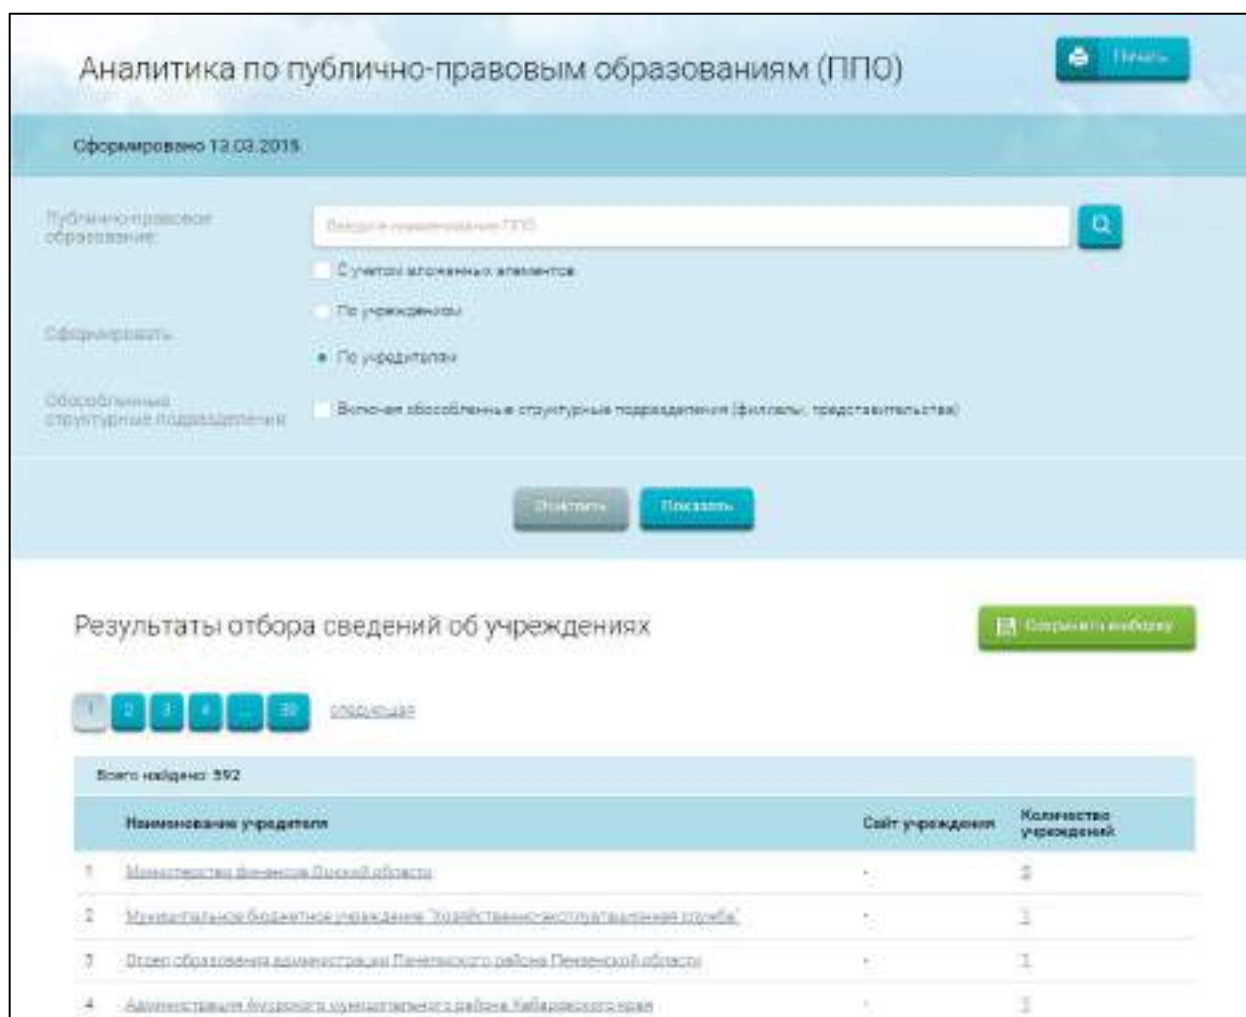 Аналитика по публично-правовым образованиям (ППО)
Печать
Сформировано 13.03.2015
Публично-правовое
образование:
Введите наименование ППО
С учетом вложенных элементов
По учреждениям
Сформировать
По учредителям
Обособленные
структурные подразделения
Включая обособленные структурные подразделения (филиалы, представительства)
Очистить
Показать
Результаты отбора сведений об учреждениях
Сохранить выборку
1 2 3 4 ... 30 следующая
Всего найдено: 592
Наименование учредителя
Сайт учреждения
Количество
учреждений
1 Министерство финансов Омской области -
2 Муниципальное бюджетное учреждение "Хозяйственно-эксплуатационная служба" - 1
3 Отдел образования администрации Пачелмского района Пензенской области - 1
4 Администрация Амурского муниципального района Хабаровского края - 1